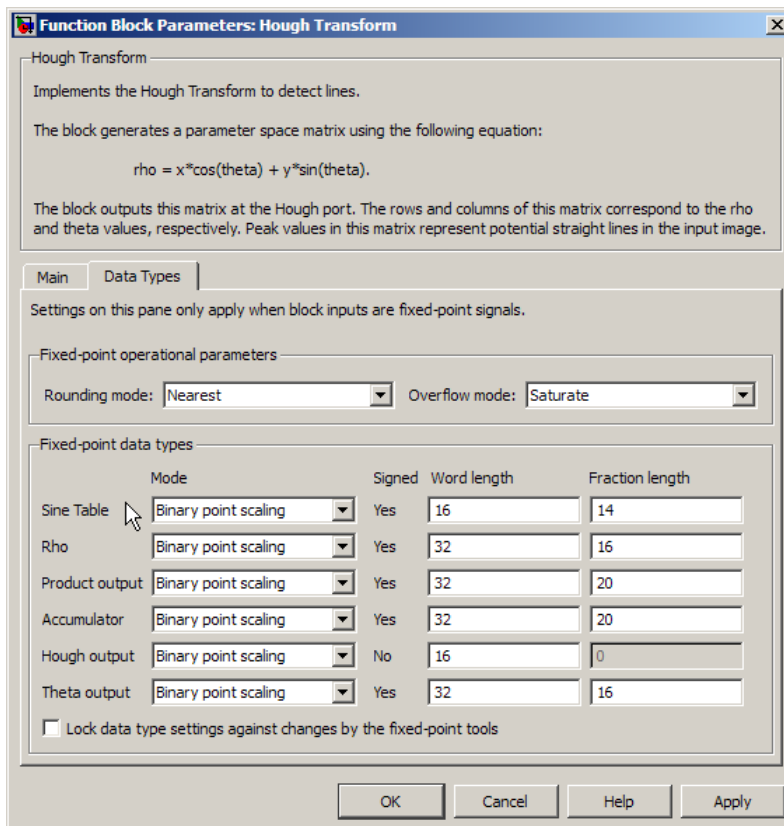 Function Block Parameters: Hough Transform
Hough Transform
Implements the Hough Transform to detect lines.
The block generates a parameter space matrix using the following equation:
rho = x*cos(theta) + y*sin(theta).
The block outputs this matrix at the Hough port. The rows and columns of this matrix correspond to the rho
and theta values, respectively. Peak values in this matrix represent potential straight lines in the input image.
Main Data Types
Settings on this pane only apply when block inputs are fixed-point signals.
Fixed-point operational parameters
Rounding mode: Nearest Overflow mode: Saturate
Fixed-point data types
Mode Signed Word length Fraction length
Sine Table Binary point scaling Yes 16 14
Rho Binary point scaling Yes 32 16
Product output Binary point scaling Yes 32 20
Accumulator Binary point scaling Yes 32 20
Hough output Binary point scaling No 16 0
Theta output Binary point scaling Yes 32 16
Lock data type settings against changes by the fixed-point tools
OK Cancel Help Apply